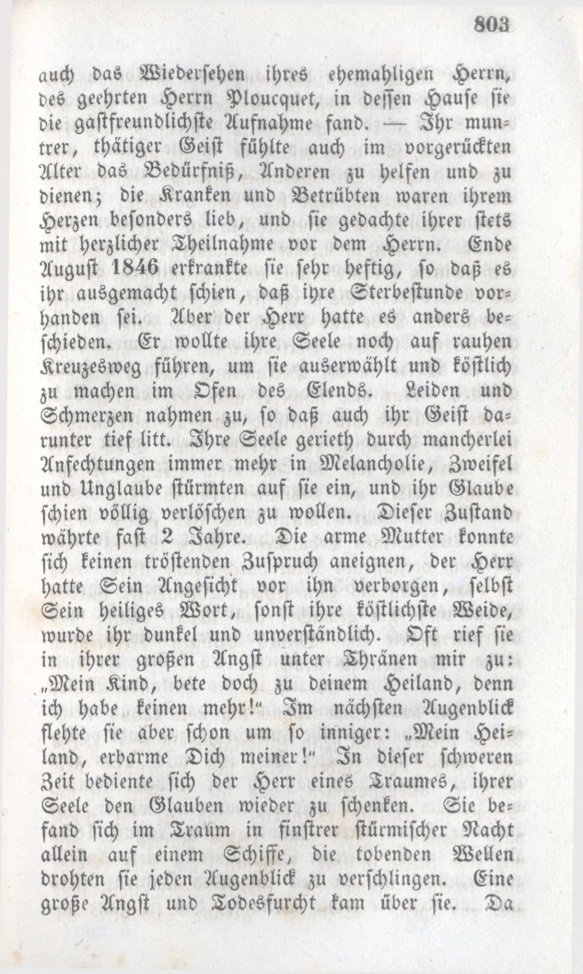 803
auch das Wiedersehen ihres ehemahligen Herrn,
des geehrten Herrn Ploucquet, in dessen Hause sie
die gastfreundlichste Aufnahme fand. — Ihr mun-
trer, thätiger Geist fühlte auch im vorgerückten
Alter das Bedürfniß, Anderen zu helfen und zu
dienen; die Kranken und Betrübten waren ihrem
Herzen besonders lieb, und sie gedachte ihrer stets
mit herzlicher Theilnahme vor dem Herrn. Ende
August 1846 erkrankte sie sehr heftig, so daß es
ihr ausgemacht schien, daß ihre Sterbestunde vor-
handen sei. Aber der Herr hatte es anders be-
schieden. Er wollte ihre Seele noch auf rauhen
Kreuzesweg führen, um sie auserwählt und köstlich
zu machen im Ofen des Elends. Leiden und
Schmerzen nahmen zu, so daß auch ihr Geist da-
runter tief litt. Ihre Seele gerieth durch mancherlei
Anfechtungen immer mehr in Melancholie, Zweifel
und Unglaube stürmten auf sie ein, und ihr Glaube
schien völlig verlöschen zu wollen. Dieser Zustand
währte fast 2 Jahre. Die arme Mutter konnte
sich keinen tröstenden Zuspruch aneignen, der Herr
hatte Sein Angesicht vor ihn verborgen, selbst
Sein heiliges Wort, sonst ihre köstlichste Weide,
wurde ihr dunkel und unverständlich. Oft rief sie
in ihrer großen Angst unter Thränen mir zu:
„Mein Kind, bete doch zu deinem Heiland, denn
ich habe keinen mehr!“ Im nächsten Augenblick
flehte sie aber schon um so inniger: „Mein Hei-
land, erbarme Dich meiner!“ In dieser schweren
Zeit bediente sich der Herr eines Traumes, ihrer
Seele den Glauben wieder zu schenken. Sie be-
fand sich im Traum in finstrer stürmischer Nacht
allein auf einem Schiffe, die tobenden Wellen
drohten sie jeden Augenblick zu verschlingen. Eine
große Angst und Todesfurcht kam über sie. Da